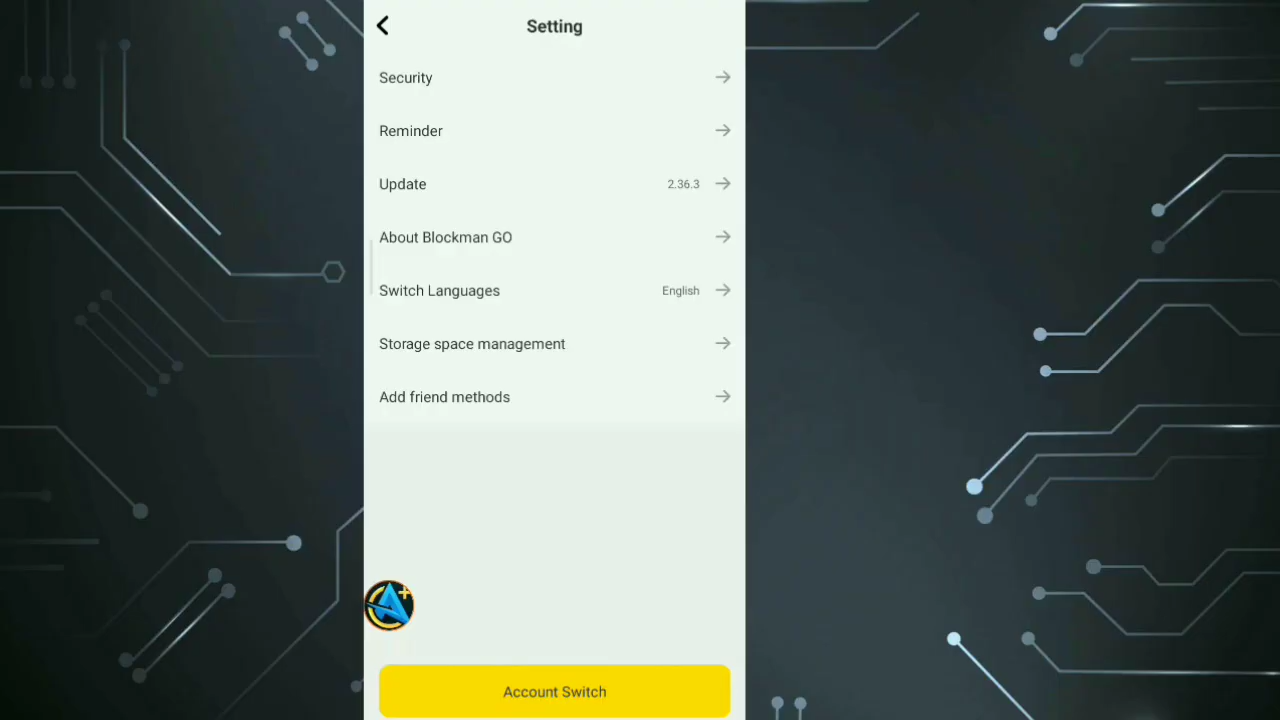 Setting
Security
Reminder
Update 2.36.3
About Blockman GO
Switch Languages English
Storage space management
Add friend methods
Account Switch